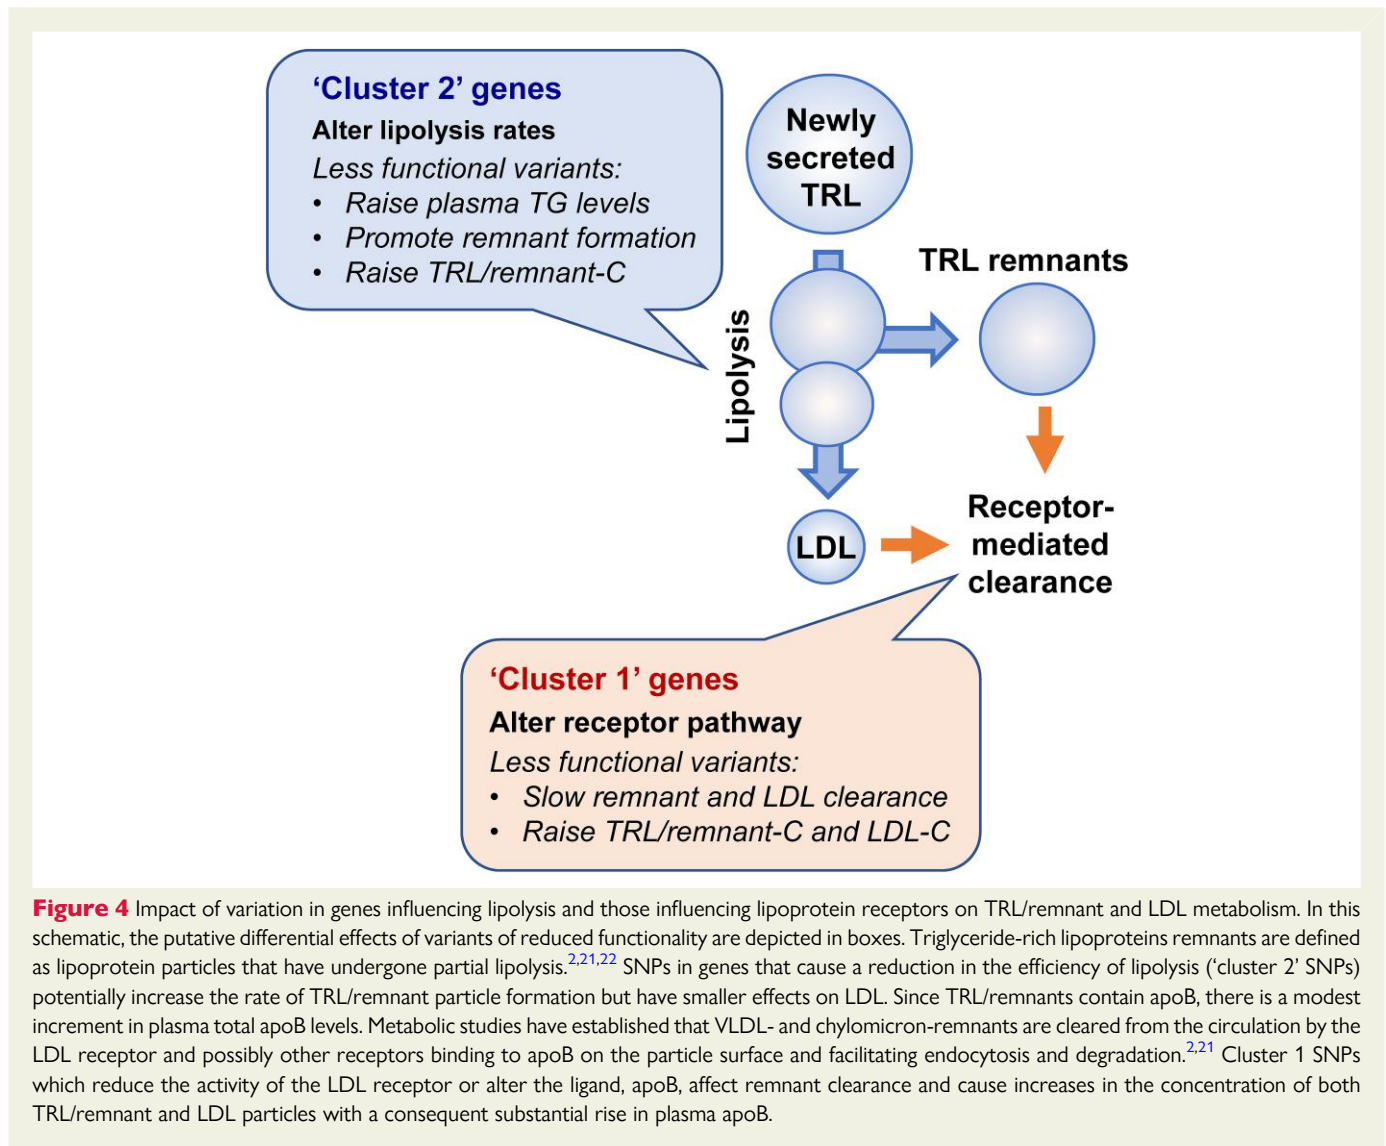 ‘Cluster 2’ genes
Alter lipolysis rates
Less functional variants:
• Raise plasma TG levels
• Promote remnant formation
• Raise TRL/remnant-C
Newly
secreted
TRL
TRL remnants
Lipolysis
LDL
Receptor-
mediated
clearance
‘Cluster 1’ genes
Alter receptor pathway
Less functional variants:
• Slow remnant and LDL clearance
• Raise TRL/remnant-C and LDL-C
Figure 4 Impact of variation in genes influencing lipolysis and those influencing lipoprotein receptors on TRL/remnant and LDL metabolism. In this
schematic, the putative differential effects of variants of reduced functionality are depicted in boxes. Triglyceride-rich lipoproteins remnants are defined
as lipoprotein particles that have undergone partial lipolysis.2,21,22 SNPs in genes that cause a reduction in the efficiency of lipolysis (‘cluster 2’ SNPs)
potentially increase the rate of TRL/remnant particle formation but have smaller effects on LDL. Since TRL/remnants contain apoB, there is a modest
increment in plasma total apoB levels. Metabolic studies have established that VLDL- and chylomicron-remnants are cleared from the circulation by the
LDL receptor and possibly other receptors binding to apoB on the particle surface and facilitating endocytosis and degradation.2,21 Cluster 1 SNPs
which reduce the activity of the LDL receptor or alter the ligand, apoB, affect remnant clearance and cause increases in the concentration of both
TRL/remnant and LDL particles with a consequent substantial rise in plasma apoB.